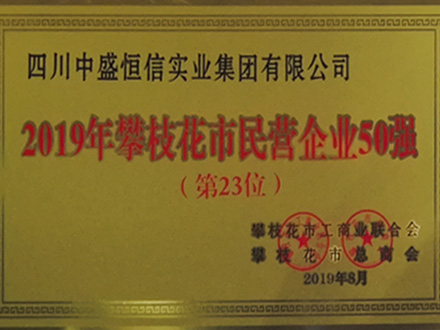 四川中盛恒信实业集团有限公司
2019年攀枝花市民营企业50强
（第23位）
攀枝花市工商业联合会
攀枝花市总商会
2019年8月